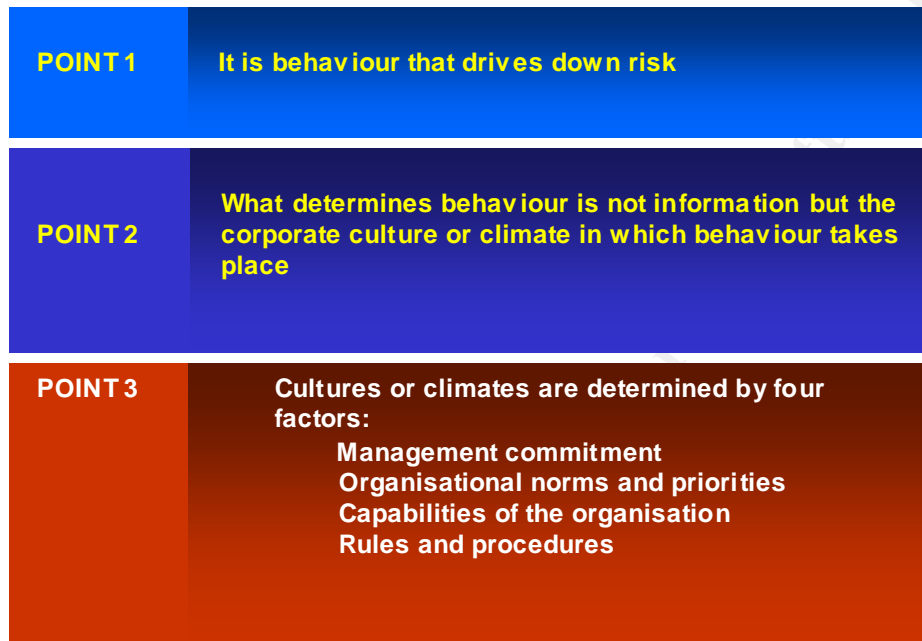 POINT 1
It is behaviour that drives down risk
What determines behaviour is not information but the
POINT 2
corporate culture or climate in which behaviour takes
place
POINT 3
Cultures or climates are determined by four
factors:
Management commitment
Organisational norms and priorities
Capabilities of the organisation
Rules and procedures